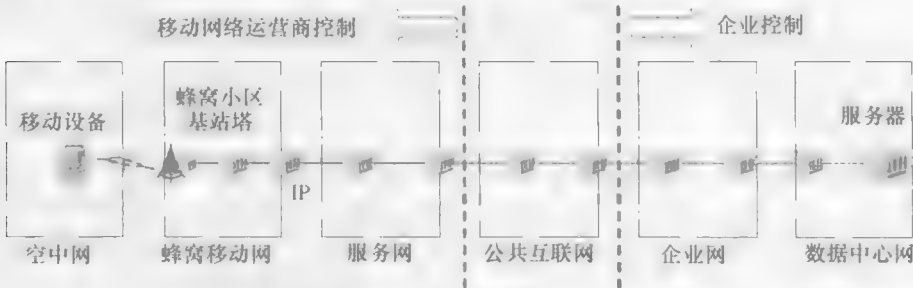 移动网络运营商控制
企业控制
移动设备
蜂窝小区
基站塔
服务器
IP
空中网
蜂窝移动网
服务网
公共互联网
企业网
数据中心网